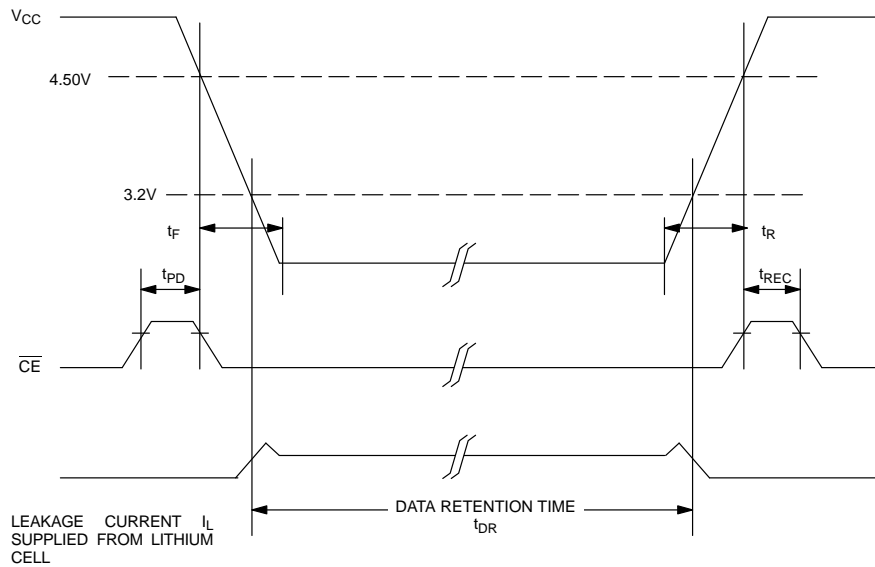 VCC
4.50V
3.2V
tF
tR
tPD
tREC
CE
DATA RETENTION TIME
tDR
LEAKAGE CURRENT IL
SUPPLIED FROM LITHIUM
CELL